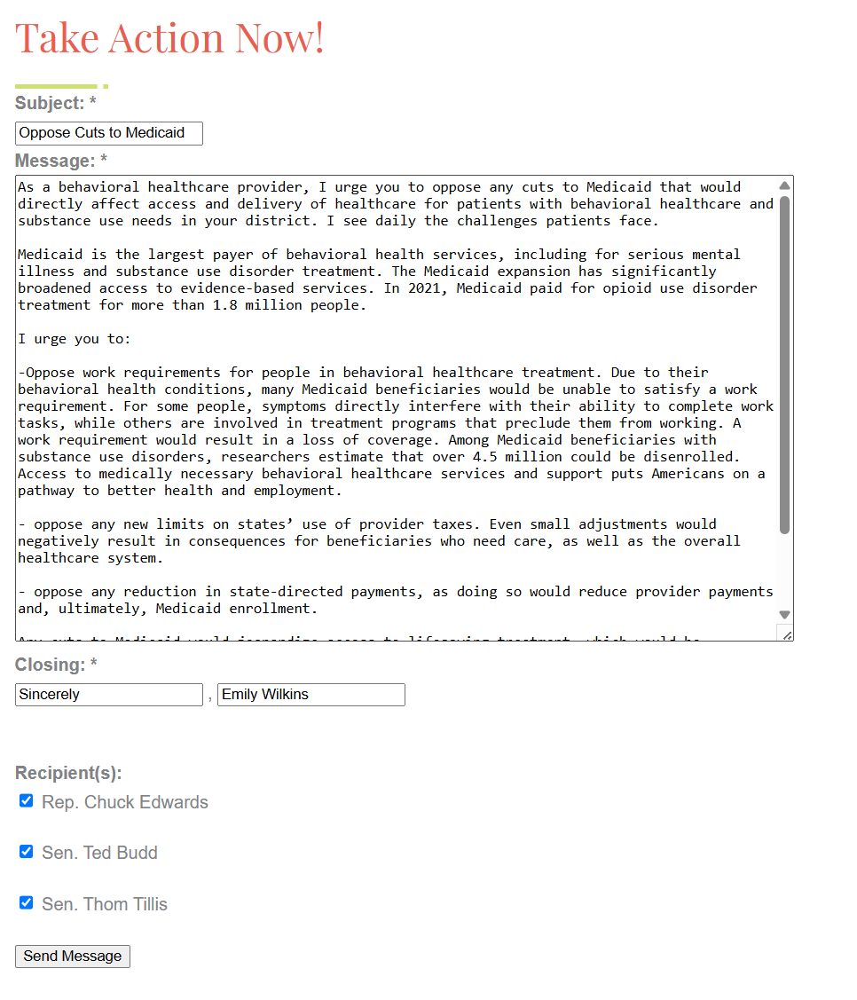 Take Action Now!
Subject: *
Oppose Cuts to Medicaid
Message: *
As a behavioral healthcare provider, I urge you to oppose any cuts to Medicaid that would
directly affect access and delivery of healthcare for patients with behavioral healthcare and
substance use needs in your district. I see daily the challenges patients face.
Medicaid is the largest payer of behavioral health services, including for serious mental
illness and substance use disorder treatment. The Medicaid expansion has significantly
broadened access to evidence-based services. In 2021, Medicaid paid for opioid use disorder
treatment for more than 1.8 million people.
I urge you to:
-Oppose work requirements for people in behavioral healthcare treatment. Due to their
behavioral health conditions, many Medicaid beneficiaries would be unable to satisfy a work
requirement. For some people, symptoms directly interfere with their ability to complete work
tasks, while others are involved in treatment programs that preclude them from working. A
work requirement would result in a loss of coverage. Among Medicaid beneficiaries with
substance use disorders, researchers estimate that over 4.5 million could be disenrolled.
Access to medically necessary behavioral healthcare services and support puts Americans on a
pathway to better health and employment.
- oppose any new limits on states’ use of provider taxes. Even small adjustments would
negatively result in consequences for beneficiaries who need care, as well as the overall
healthcare system.
- oppose any reduction in state-directed payments, as doing so would reduce provider payments
and, ultimately, Medicaid enrollment.
Any cuts to Medicaid would jeopardize access to lifesaving treatment, which would be
Closing: *
Sincerely , Emily Wilkins
Recipient(s):
Rep. Chuck Edwards
Sen. Ted Budd
Sen. Thom Tillis
Send Message